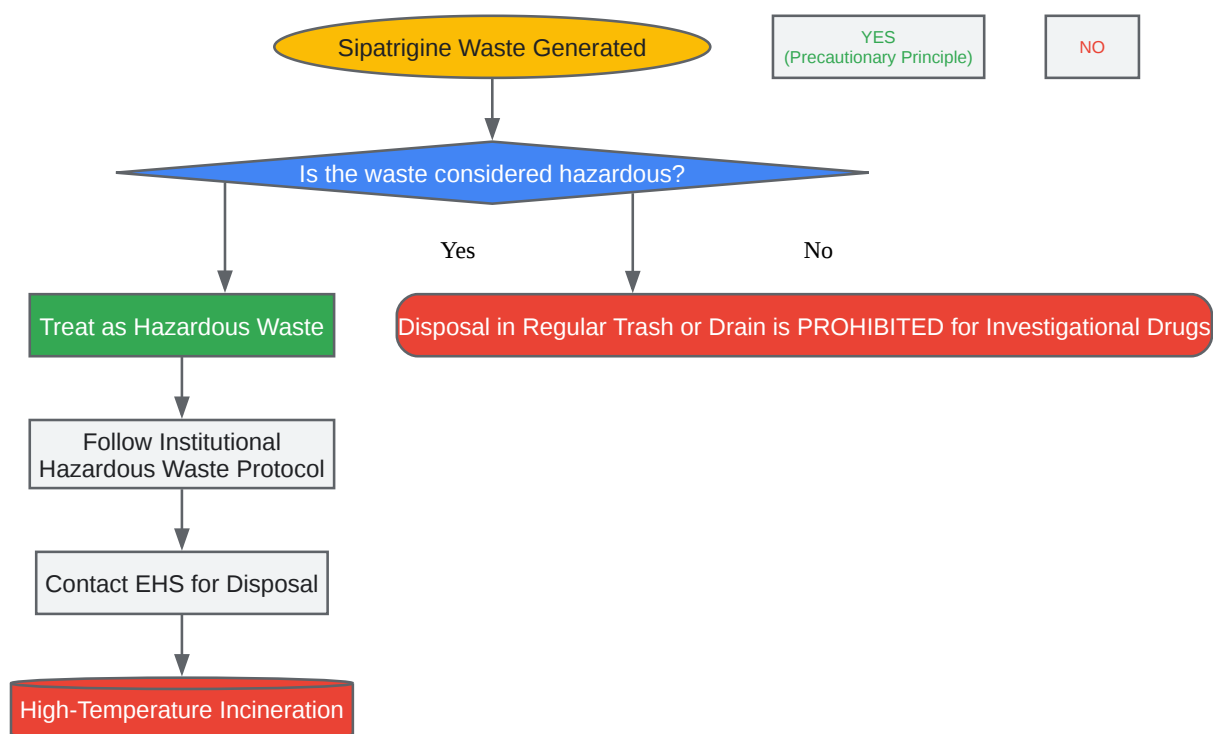 Sipatrigine Waste Generated
YES
(Precautionary Principle)
NO
Is the waste considered hazardous?
Yes
No
Treat as Hazardous Waste
Disposal in Regular Trash or Drain is PROHIBITED for Investigational Drugs
Follow Institutional
Hazardous Waste Protocol
Contact EHS for Disposal
High-Temperature Incineration